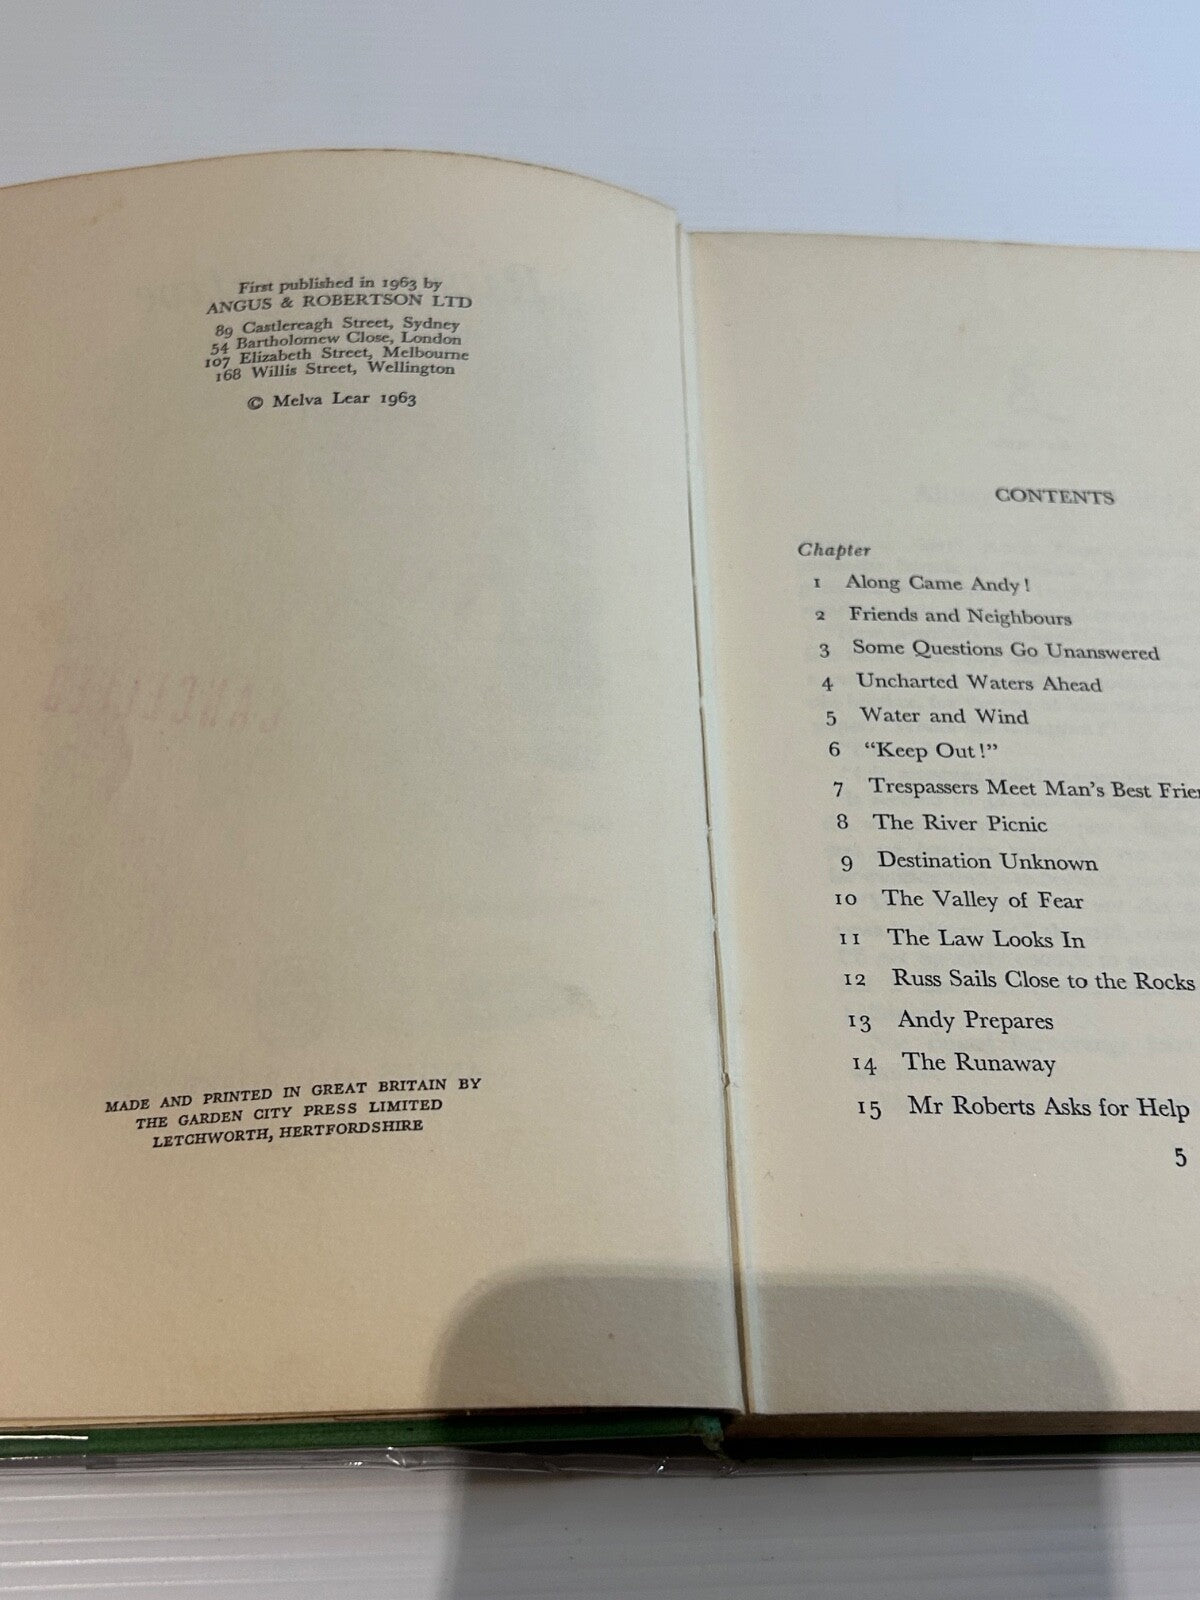 First published in 1963 by
ANGUS & ROBERTSON LTD
89 Castlereagh Street, Sydney
54 Bartholomew Close, London
107 Elizabeth Street, Melbourne
168 Willis Street, Wellington
© Melva Lear 1963
MADE AND PRINTED IN GREAT BRITAIN BY
THE GARDEN CITY PRESS LIMITED
LETCHWORTH, HERTFORDSHIRE
CONTENTS
Chapter
1 Along Came Andy!
2 Friends and Neighbours
3 Some Questions Go Unanswered
4 Uncharted Waters Ahead
5 Water and Wind
6 “Keep Out!”
7 Trespassers Meet Man’s Best
8 The River Picnic
9 Destination Unknown
10 The Valley of Fear
11 The Law Looks In
12 Russ Sails Close to the Rocks
13 Andy Prepares
14 The Runaway
15 Mr Roberts Asks for Help
5